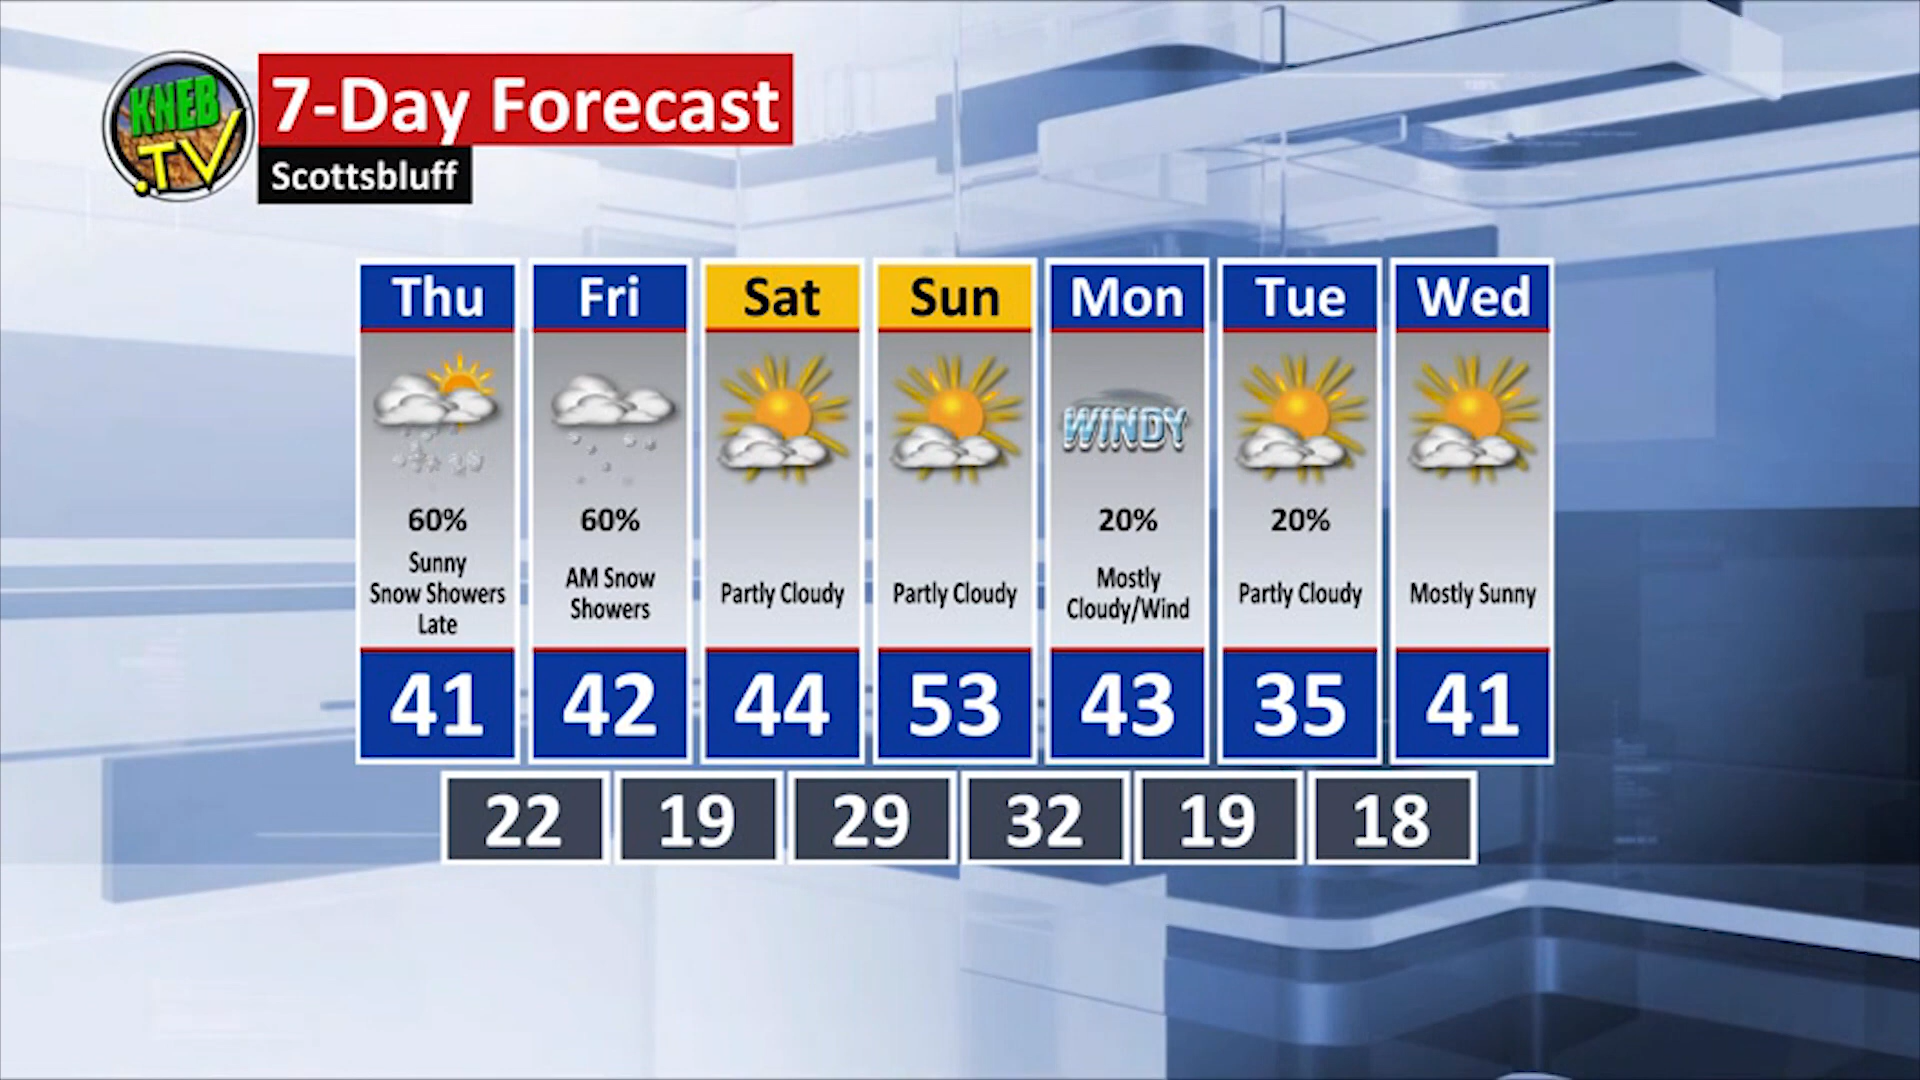 KNEB
.TV
7-Day Forecast
Scottsbluff
Thu
Fri
Sat
Sun
Mon
Tue
Wed
WINDY
60%
60%
20%
20%
Sunny
Snow Showers
Late
AM Snow
Showers
Partly Cloudy
Partly Cloudy
Mostly
Cloudy/Wind
Partly Cloudy
Mostly Sunny
41
42
44
53
43
35
41
22
19
29
32
19
18